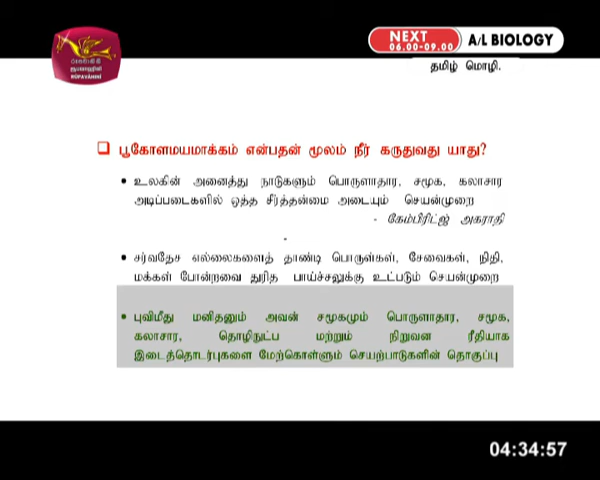 NEXT
06.00-09.00
A/L BIOLOGY
தமிழ் மொழி.
RUPAVAHINI
பூகோளமயமாக்கம் என்பதன் மூலம் நீர் கருதுவது யாது?
• உலகின் அனைத்து நாடுகளும் பொருளாதார, சமூக, கலாசார
அடிப்படைகளில் ஒத்த சீர்த்தன்மை அடையும் செயன்முறை
- கேம்பிரிட்ஜ் அகராதி
-
• சர்வதேச எல்லைகளைத் தாண்டி பொருள்கள், சேவைகள், நிதி,
மக்கள் போன்றவை துரித பாய்ச்சலுக்கு உட்படும் செயன்முறை
• புவிமீது மனிதனும் அவன் சமூகமும் பொருளாதார, சமூக,
கலாசார, தொழிநுட்ப மற்றும் நிறுவன ரீதியாக
இடைத்தொடர்புகளை மேற்கொள்ளும் செயற்பாடுகளின் தொகுப்பு
04:34:57